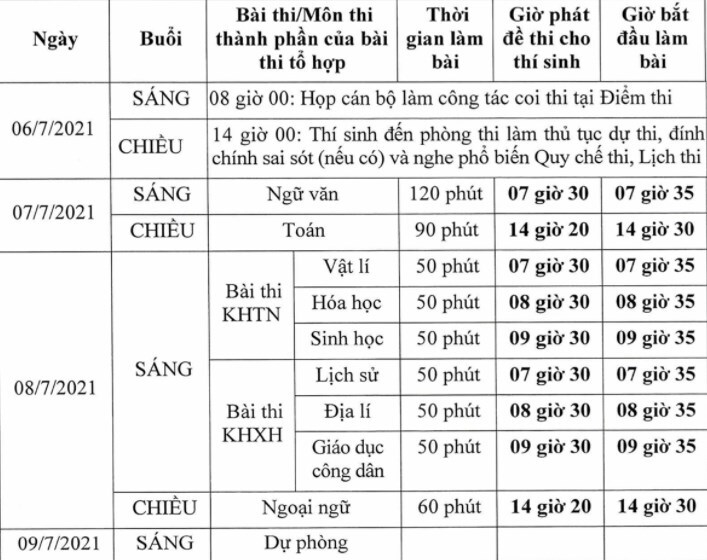 Ngày
Buổi
Bài thi/Môn thi
thành phần của bài
thi tổ hợp
Thời
gian làm
bài
Giờ phát
đề thi cho
thí sinh
Giờ bắt
đầu làm
bài
06/7/2021
SÁNG
08 giờ 00: Họp cán bộ làm công tác coi thi tại Điểm thi
CHIỀU
14 giờ 00: Thí sinh đến phòng thi làm thủ tục dự thi, đính
chính sai sót (nếu có) và nghe phổ biến Quy chế thi, Lịch thi
07/7/2021
SÁNG
Ngữ văn
120 phút
07 giờ 30
07 giờ 35
CHIỀU
Toán
90 phút
14 giờ 20
14 giờ 30
08/7/2021
SÁNG
Bài thi
KHTN
Vật lí
50 phút
07 giờ 30
07 giờ 35
Hóa học
50 phút
08 giờ 30
08 giờ 35
Sinh học
50 phút
09 giờ 30
09 giờ 35
Bài thi
KHXH
Lịch sử
50 phút
07 giờ 30
07 giờ 35
Địa lí
50 phút
08 giờ 30
08 giờ 35
Giáo dục
công dân
50 phút
09 giờ 30
09 giờ 35
CHIỀU
Ngoại ngữ
60 phút
14 giờ 20
14 giờ 30
09/7/2021
SÁNG
Dự phòng